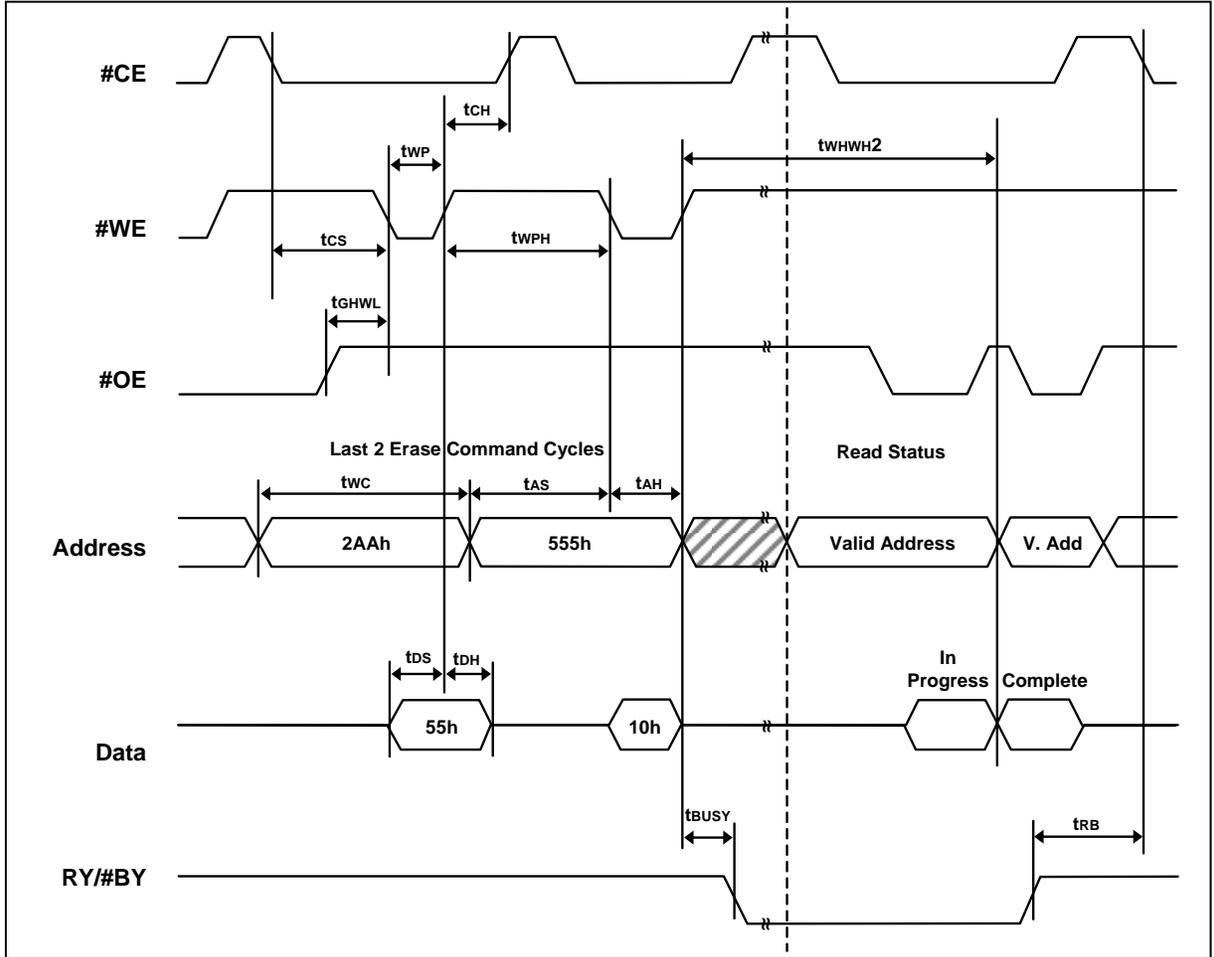 #CE
tCH
tWP
tWHWH2
#WE
tCS
tWPH
tGHWL
#OE
Last 2 Erase Command Cycles
Read Status
tWC
tAS
tAH
Address
2AAh
555h
Valid Address
V. Add
tDS
tDH
In
Progress
Complete
55h
10h
Data
tBUSY
tRB
RY/#BY